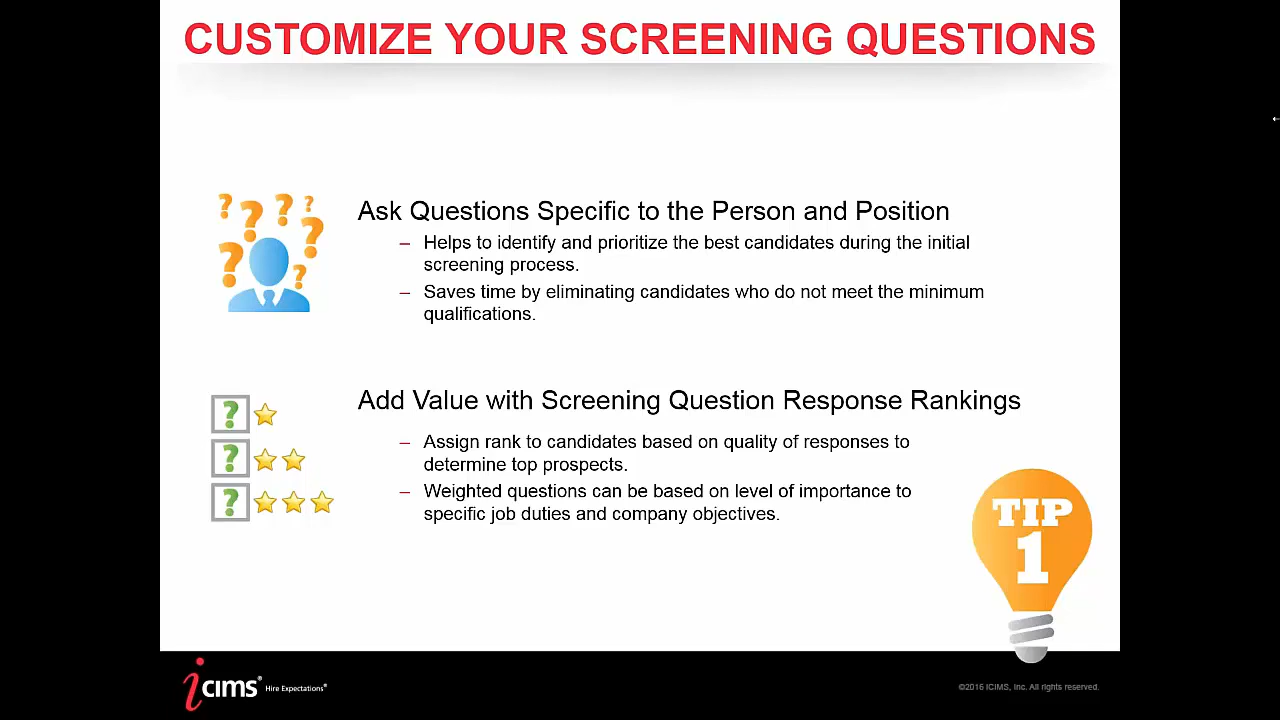 CUSTOMIZE YOUR SCREENING QUESTIONS
Ask Questions Specific to the Person and Position
– Helps to identify and prioritize the best candidates during the initial
screening process.
– Saves time by eliminating candidates who do not meet the minimum
qualifications.
Add Value with Screening Question Response Rankings
– Assign rank to candidates based on quality of responses to
determine top prospects.
– Weighted questions can be based on level of importance to
specific job duties and company objectives.
TIP
1
icims® Hire Expectations®
©2016 ICIMS, Inc. All rights reserved.